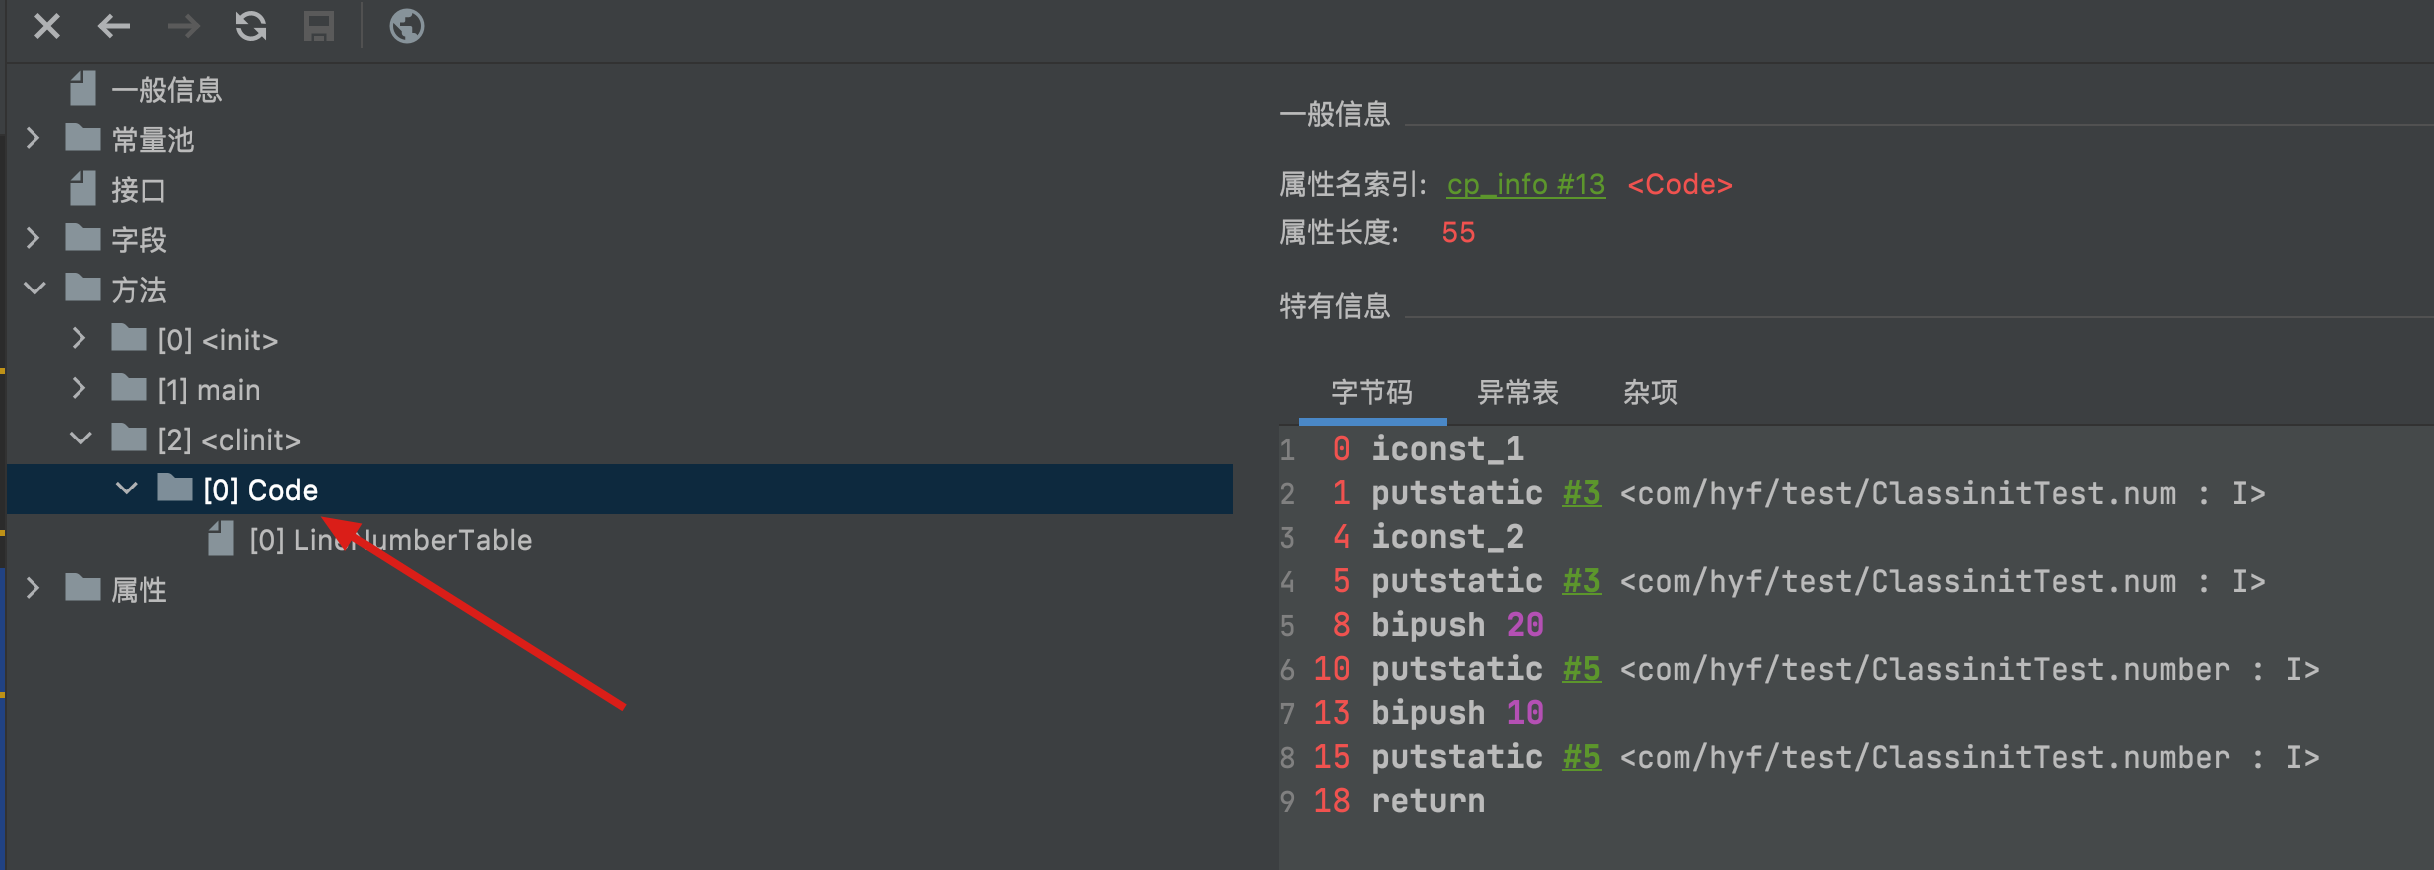 一般信息
常量池
接口
字段
方法
[0] <init>
[1] main
[2] <clinit>
[0] Code
[0] LineNumberTable
属性
一般信息
属性名索引: cp_info #13 <Code>
属性长度: 55
特有信息
字节码 异常表 杂项
1 0 iconst_1
2 1 putstatic #3 <com/hyf/test/ClassinitTest.num : I>
3 4 iconst_2
4 5 putstatic #3 <com/hyf/test/ClassinitTest.num : I>
5 8 bipush 20
6 10 putstatic #5 <com/hyf/test/ClassinitTest.number : I>
7 13 bipush 10
8 15 putstatic #5 <com/hyf/test/ClassinitTest.number : I>
9 18 return